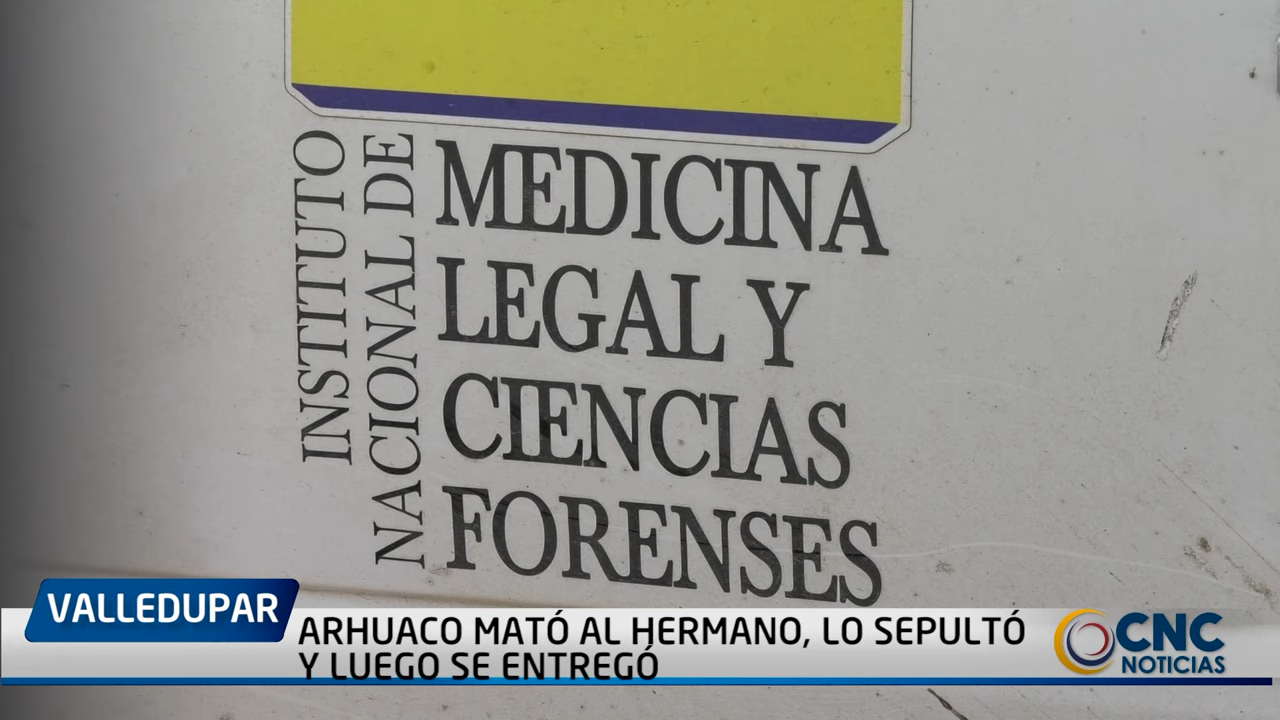 INSTITUTO
NACIONAL DE
MEDICINA
LEGAL Y
CIENCIAS
FORENSES
VALLEDUPAR
ARHUACO MATÓ AL HERMANO, LO SEPULTÓ
Y LUEGO SE ENTREGÓ
CNC
NOTICIAS